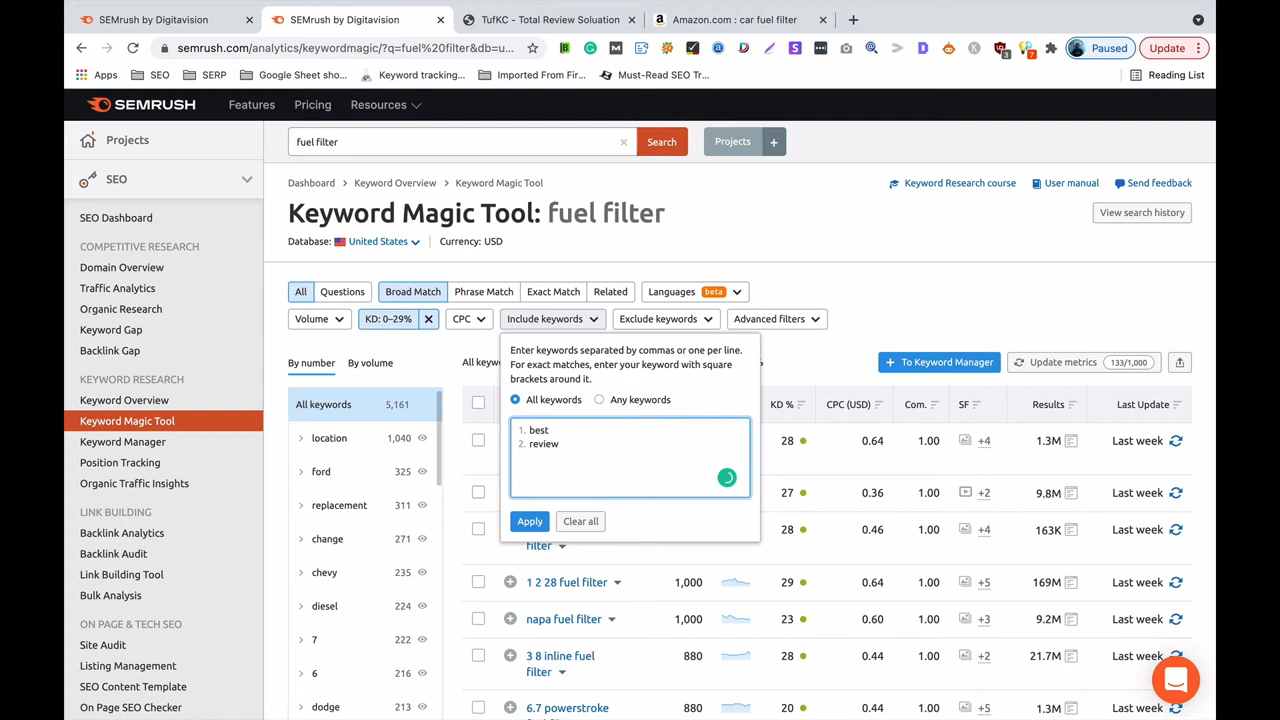 SEMrush by Digitavision
SEMrush by Digitavision
TufKC - Total Review Soluation
Amazon.com : car fuel filter
semrush.com/analytics/keywordmagic/?q=fuel%20filter&db=u...
Paused
Update
Apps
SEO
SERP
Google Sheet sho...
Keyword tracking,...
Imported From Fir...
Must-Read SEO Tr...
Reading List
SEMRUSH
Features
Pricing
Resources
Projects
fuel filter
Search
Projects
SEO
Dashboard > Keyword Overview > Keyword Magic Tool
Keyword Research course
User manual
Send feedback
Keyword Magic Tool: fuel filter
View search history
Database: United States
Currency: USD
SEO Dashboard
COMPETITIVE RESEARCH
Domain Overview
Traffic Analytics
Organic Research
Keyword Gap
Backlink Gap
KEYWORD RESEARCH
Keyword Overview
Keyword Magic Tool
Keyword Manager
Position Tracking
Organic Traffic Insights
LINK BUILDING
Backlink Analytics
Backlink Audit
Link Building Tool
Bulk Analysis
ON PAGE & TECH SEO
Site Audit
Listing Management
SEO Content Template
On Page SEO Checker
All
Questions
Broad Match
Phrase Match
Exact Match
Related
Languages beta
Volume
KD: 0–29%
CPC
Include keywords
Exclude keywords
Advanced filters
Enter keywords separated by commas or one per line.
For exact matches, enter your keyword with square
brackets around it.
All keywords
Any keywords
1. best
2. review
Apply
Clear all
By number
By volume
All keywords 5,161
location 1,040
ford 325
replacement 311
change 271
chevy 235
diesel 224
7 222
6 216
dodge 213
All keyw
+ To Keyword Manager
Update metrics 133/1,000
KD %
CPC (USD)
Com.
SF
Results
Last Update
28 0.64 1.00 +4 1.3M Last week
27 0.36 1.00 +2 9.8M Last week
28 0.46 1.00 +4 163K Last week
filter
1 2 28 fuel filter 1,000 29 0.64 1.00 +5 169M Last week
napa fuel filter 1,000 23 0.60 1.00 +3 9.2M Last week
3 8 inline fuel
filter 880 28 0.44 1.00 +2 21.7M Last week
6.7 powerstroke 880 20 0.44 1.00 +5 1.3M Last week